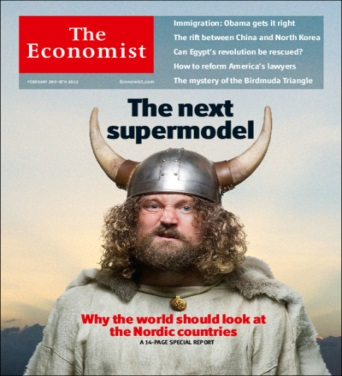 The
Economist
FEBRUARY 2ND-8TH 2013
Economist.com
Immigration: Obama gets it right
The rift between China and North Korea
Can Egypt's revolution be rescued?
How to reform America's lawyers
The mystery of the Birdmuda Triangle
The next
supermodel
Why the world should look at
the Nordic countries
A 14-PAGE SPECIAL REPORT